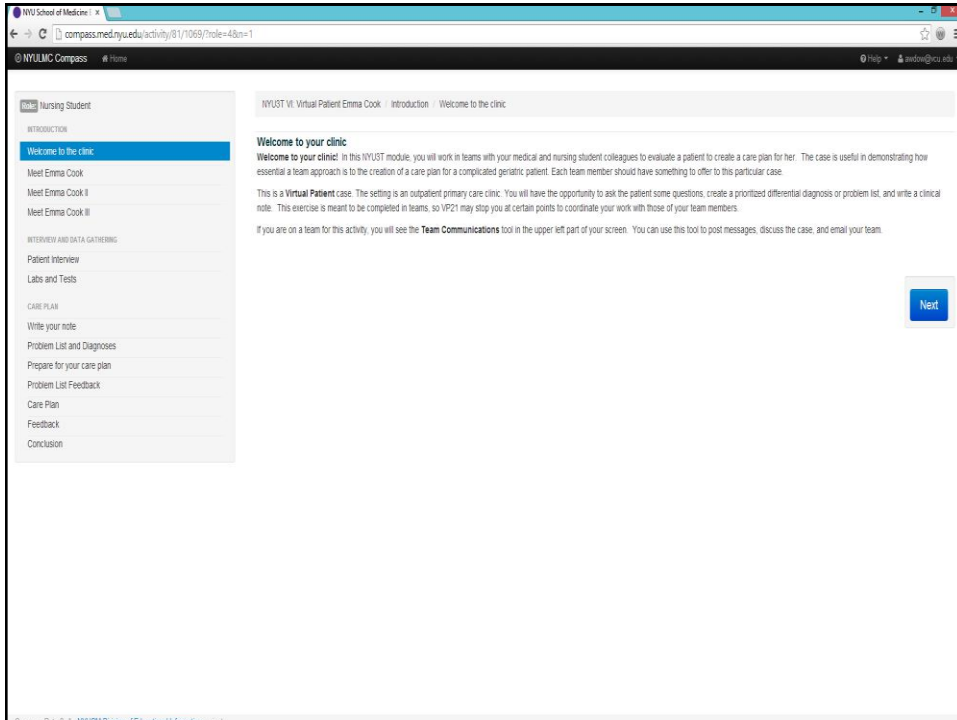 NYU School of Medicine |
compass.med.nyu.edu/activity/81/1069/?role=4&n=1
NYULMC Compass Home Help awdow@vcu.edu
Role: Nursing Student
INTRODUCTION
Welcome to the clinic
Meet Emma Cook
Meet Emma Cook II
Meet Emma Cook III
INTERVIEW AND DATA GATHERING
Patient Interview
Labs and Tests
CARE PLAN
Write your note
Problem List and Diagnoses
Prepare for your care plan
Problem List Feedback
Care Plan
Feedback
Conclusion
NYU3T VI: Virtual Patient Emma Cook / Introduction / Welcome to the clinic
Welcome to your clinic
Welcome to your clinic! In this NYU3T module, you will work in teams with your medical and nursing student colleagues to evaluate a patient to create a care plan for her. The case is useful in demonstrating how
essential a team approach is to the creation of a care plan for a complicated geriatric patient. Each team member should have something to offer to this particular case.
This is a Virtual Patient case. The setting is an outpatient primary care clinic. You will have the opportunity to ask the patient some questions, create a prioritized differential diagnosis or problem list, and write a clinical
note. This exercise is meant to be completed in teams, so VP21 may stop you at certain points to coordinate your work with those of your team members.
If you are on a team for this activity, you will see the Team Communications tool in the upper left part of your screen. You can use this tool to post messages, discuss the case, and email your team.
Next